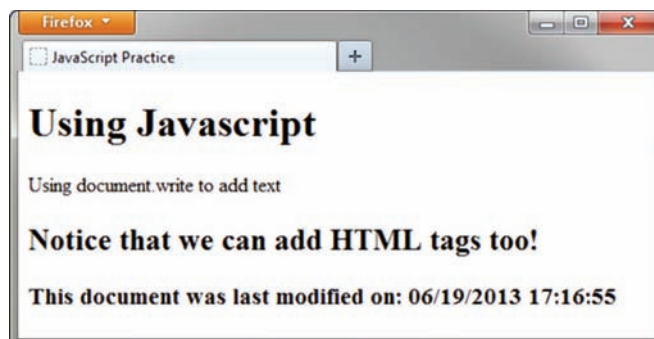 Firefox
JavaScript Practice
+
Using Javascript
Using document.write to add text
Notice that we can add HTML tags too!
This document was last modified on: 06/19/2013 17:16:55